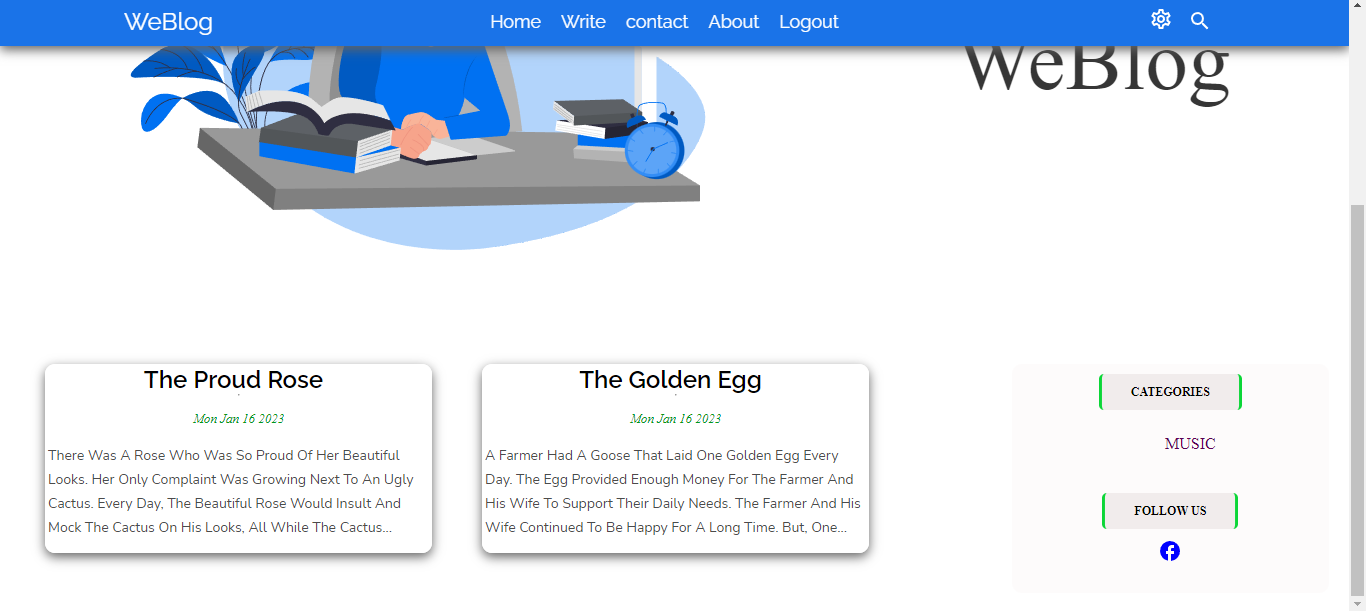 WeBlog
Home Write contact About Logout
WeBlog
The Proud Rose
Mon Jan 16 2023
There Was A Rose Who Was So Proud Of Her Beautiful
Looks. Her Only Complaint Was Growing Next To An Ugly
Cactus. Every Day, The Beautiful Rose Would Insult And
Mock The Cactus On His Looks, All While The Cactus...
The Golden Egg
Mon Jan 16 2023
A Farmer Had A Goose That Laid One Golden Egg Every
Day. The Egg Provided Enough Money For The Farmer And
His Wife To Support Their Daily Needs. The Farmer And His
Wife Continued To Be Happy For A Long Time. But, One...
CATEGORIES
MUSIC
FOLLOW US